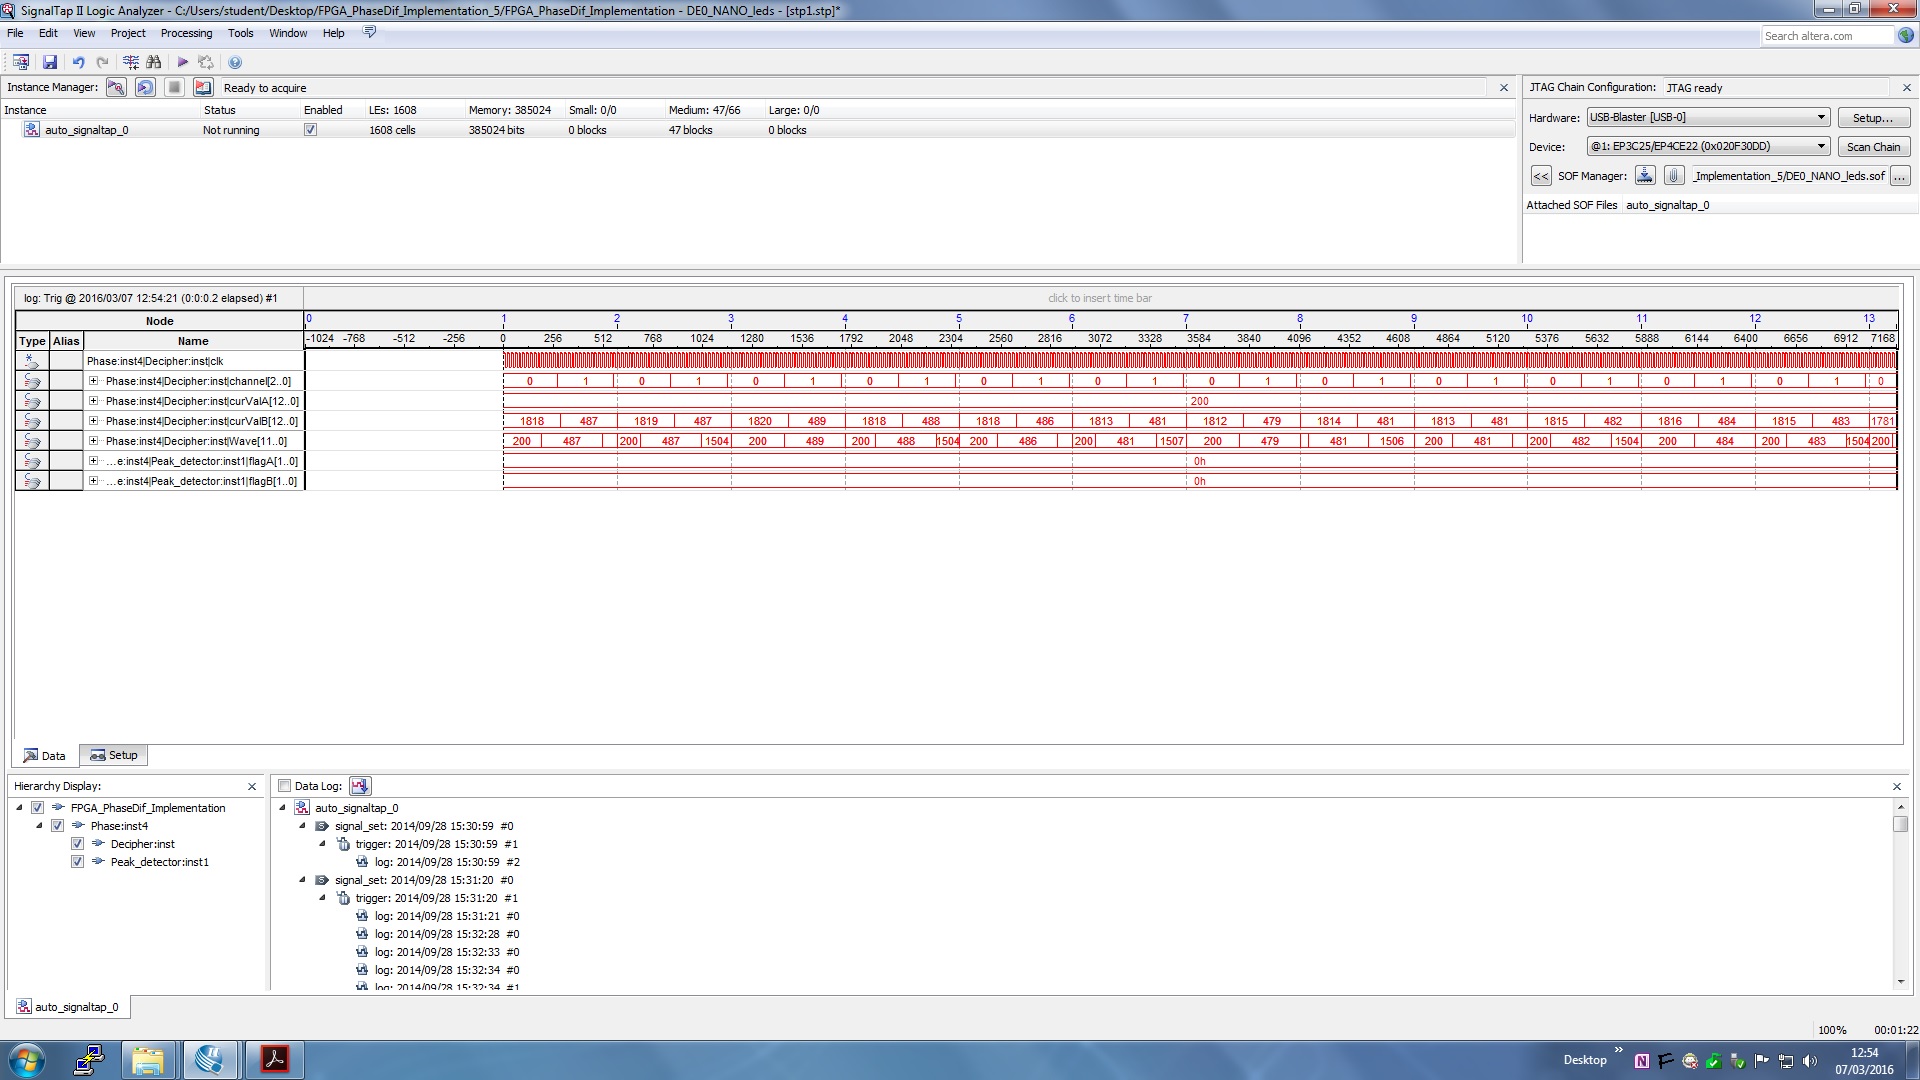 SignalTap II Logic Analyzer - C:/Users/student/Desktop/FPGA_PhaseDif_Implementation_5/FPGA_PhaseDif_Implementation - DE0_NANO_leds - [stp1.stp]*
File Edit View Project Processing Tools Window Help
Search altera.com
Instance Manager: Ready to acquire
Instance Status Enabled LEs: 1608 Memory: 385024 Small: 0/0 Medium: 47/66 Large: 0/0
auto_signaltap_0 Not running 1608 cells 385024 bits 0 blocks 47 blocks 0 blocks
JTAG Chain Configuration: JTAG ready
Hardware: USB-Blaster [USB-0] Setup...
Device: @1: EP3C25/EP4CE22 (0x020F30DD) Scan Chain
<< SOF Manager: _Implementation_5/DE0_NANO_leds.sof ...
Attached SOF Files auto_signaltap_0
log: Trig @ 2016/03/07 12:54:21 (0:0:0.2 elapsed) #1 click to insert time bar
Node 0 1 2 3 4 5 6 7 8 9 10 11 12 13
Type Alias Name -1024 -768 -512 -256 0 256 512 768 1024 1280 1536 1792 2048 2304 2560 2816 3072 3328 3584 3840 4096 4352 4608 4864 5120 5376 5632 5888 6144 6400 6656 6912 7168
Phase:inst4|Decipher:inst|clk
Phase:inst4|Decipher:inst|channel[2..0] 0 1 0 1 0 1 0 1 0 1 0 1 0 1 0 1 0 1 0 1 0 1 0 1 0
Phase:inst4|Decipher:inst|curValA[12..0] 200
Phase:inst4|Decipher:inst|curValB[12..0] 1818 487 1819 487 1820 489 1818 488 1818 486 1813 481 1812 479 1814 481 1813 481 1815 482 1816 484 1815 483 1781
Phase:inst4|Decipher:inst|Wave[11..0] 200 487 200 487 1504 200 489 200 488 1504 200 486 200 481 1507 200 479 481 1506 200 481 200 482 1504 200 484 200 483 1504 200
...e:inst4|Peak_detector:inst1|flagA[1..0] 0h
...e:inst4|Peak_detector:inst1|flagB[1..0] 0h
Data Setup
Hierarchy Display:
FPGA_PhaseDif_Implementation
Phase:inst4
Decipher:inst
Peak_detector:inst1
Data Log:
auto_signaltap_0
signal_set: 2014/09/28 15:30:59 #0
trigger: 2014/09/28 15:30:59 #1
log: 2014/09/28 15:30:59 #2
signal_set: 2014/09/28 15:31:20 #0
trigger: 2014/09/28 15:31:20 #1
log: 2014/09/28 15:31:21 #0
log: 2014/09/28 15:32:28 #0
log: 2014/09/28 15:32:33 #0
log: 2014/09/28 15:32:34 #0
log: 2014/09/28 15:32:34 #1
auto_signaltap_0
100% 00:01:22
Desktop
12:54
07/03/2016